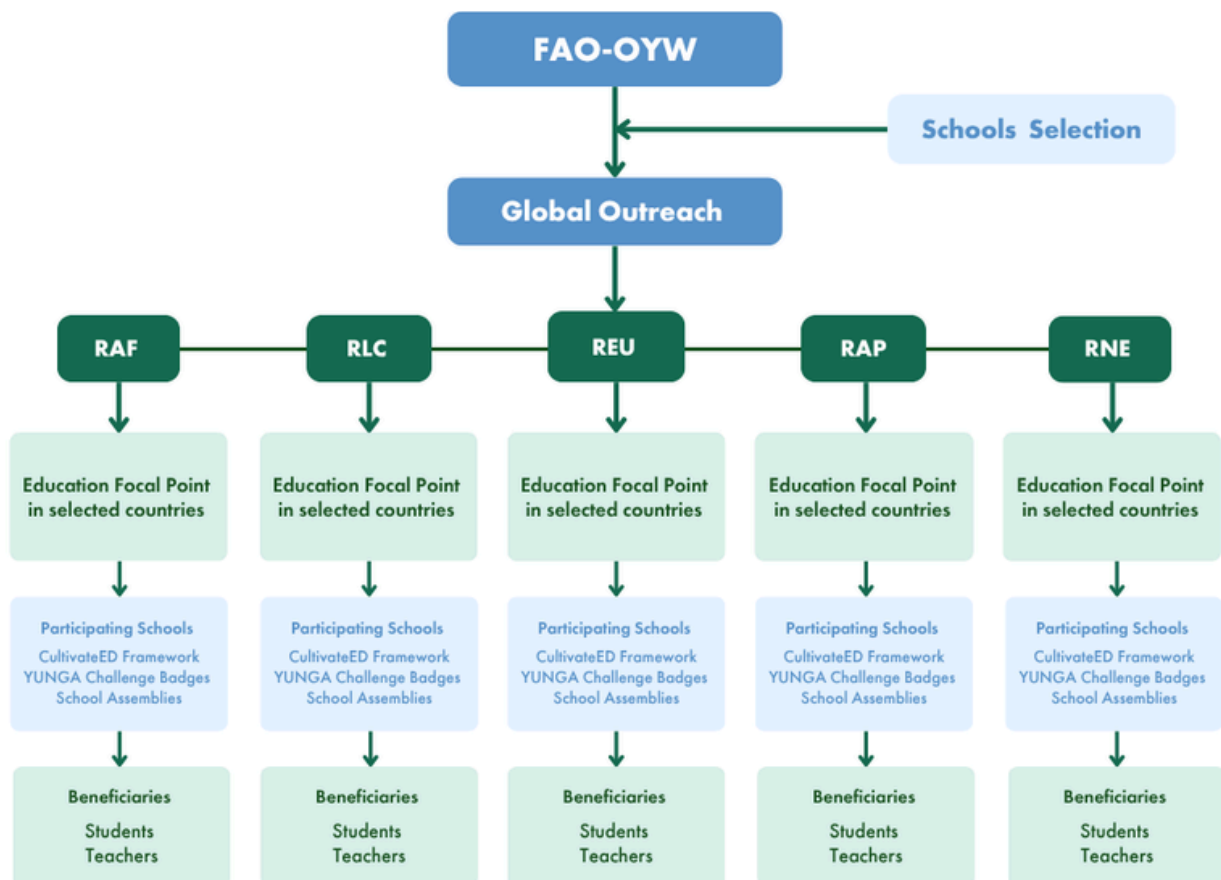 FAO-OYW
Schools Selection
Global Outreach
RAF
RLC
REU
RAP
RNE
Education Focal Point
in selected countries
Education Focal Point
in selected countries
Education Focal Point
in selected countries
Education Focal Point
in selected countries
Education Focal Point
in selected countries
Participating Schools
CultivateED Framework
YUNGA Challenge Badges
School Assemblies
Participating Schools
CultivateED Framework
YUNGA Challenge Badges
School Assemblies
Participating Schools
CultivateED Framework
YUNGA Challenge Badges
School Assemblies
Participating Schools
CultivateED Framework
YUNGA Challenge Badges
School Assemblies
Participating Schools
CultivateED Framework
YUNGA Challenge Badges
School Assemblies
Beneficiaries
Students
Teachers
Beneficiaries
Students
Teachers
Beneficiaries
Students
Teachers
Beneficiaries
Students
Teachers
Beneficiaries
Students
Teachers